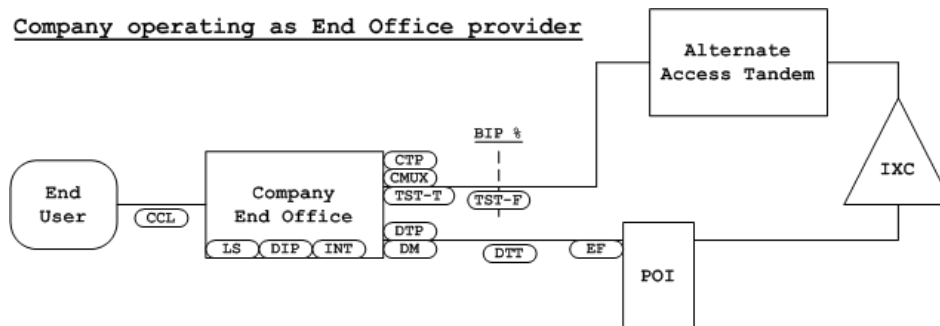 Company operating as End Office provider
Alternate
Access Tandem
BIP %
CTP
CMUX
TST-T
TST-F
IXC
End
User
CCL
Company
End Office
LS
DIP
INT
DTP
DM
DTT
EF
POI